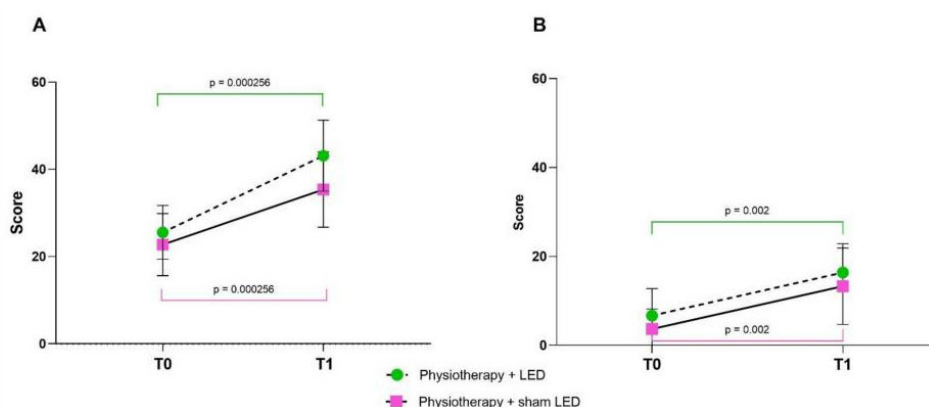 A
60
40
20
0
Score
p = 0.000256
p = 0.000256
T0 T1
B
60
40
20
0
Score
p = 0.002
p = 0.002
T0 T1
Physiotherapy + LED
Physiotherapy + sham LED